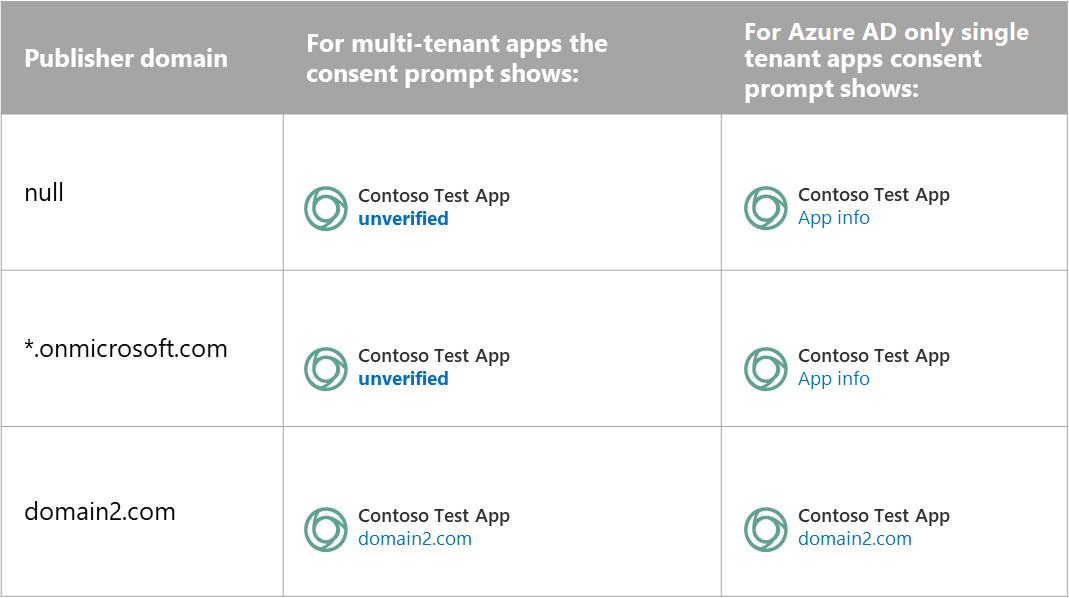 Publisher domain
For multi-tenant apps the
consent prompt shows:
For Azure AD only single
tenant apps consent
prompt shows:
null
Contoso Test App
unverified
Contoso Test App
App info
*.onmicrosoft.com
Contoso Test App
unverified
Contoso Test App
App info
domain2.com
Contoso Test App
domain2.com
Contoso Test App
domain2.com